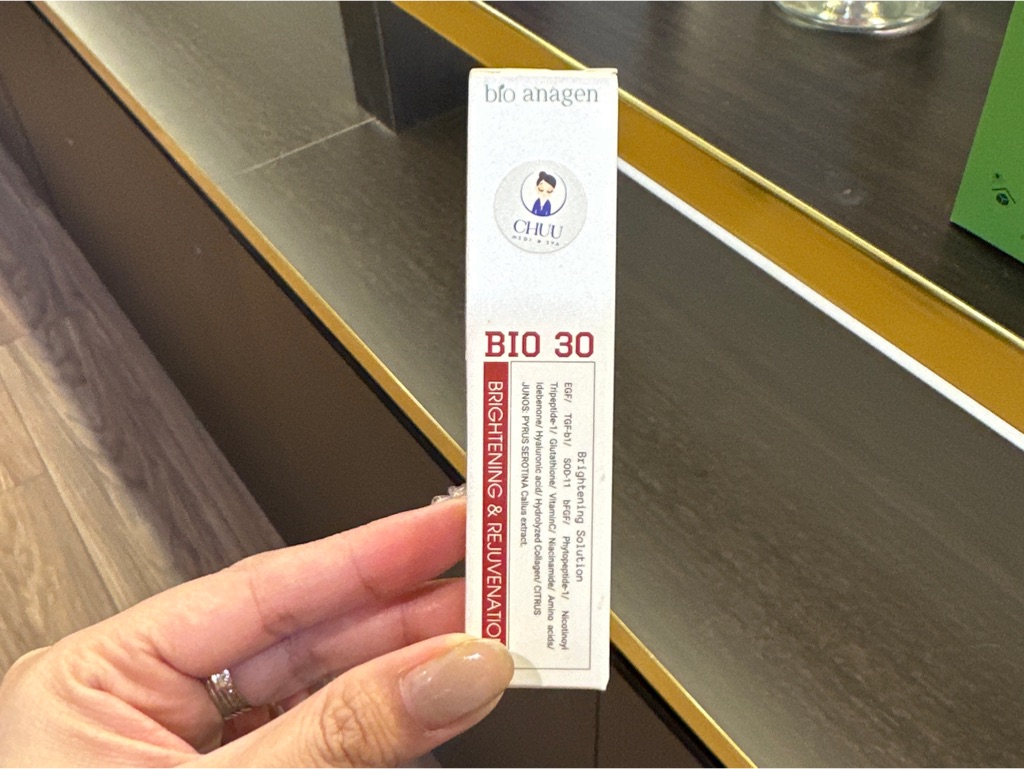 bio anagen
CHUU
MEDI & SPA
BIO 30
BRIGHTENING & REJUVENATIO
Brightening Solution
EGF/ TGF-b1/ SOD-11 bFGF/ Phytopeptide-1/ Nicotinoyl
Tripeptide-1/ Glutathione/ VitaminC/ Niacinamide/ Amino acids/
Idebenone/ Hyaluronic acid/ Hydrolyzed Collagen/ CITRUS
JUNOS: PYRUS SEROTINA Callus extract.